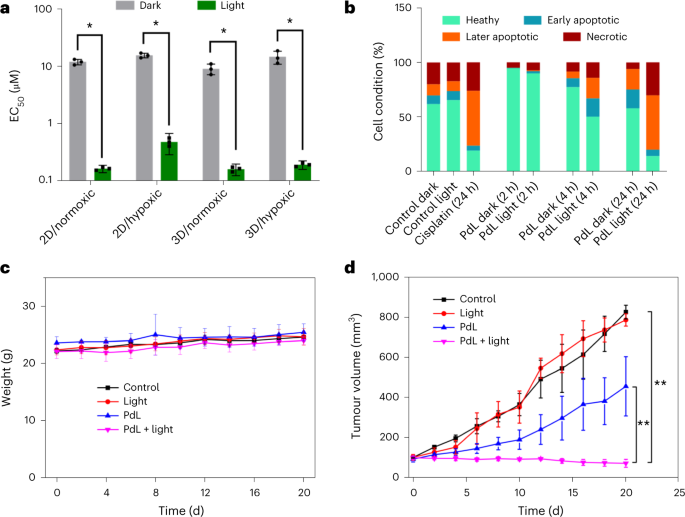 a
Dark
Light
EC50 (µM)
10
1
0.1
*
*
*
*
2D/normoxic
2D/hypoxic
3D/normoxic
3D/hypoxic
b
Heathy
Early apoptotic
Later apoptotic
Necrotic
Cell condition (%)
100
50
0
Control dark
Control light
Cisplatin (24 h)
PdL dark (2 h)
PdL light (2 h)
PdL dark (4 h)
PdL light (4 h)
PdL dark (24 h)
PdL light (24 h)
c
Weight (g)
30
20
10
0
Control
Light
PdL
PdL + light
0
4
8
12
16
20
Time (d)
d
Tumour volume (mm3)
1,000
800
600
400
200
0
Control
Light
PdL
PdL + light
**
**
0
5
10
15
20
25
Time (d)